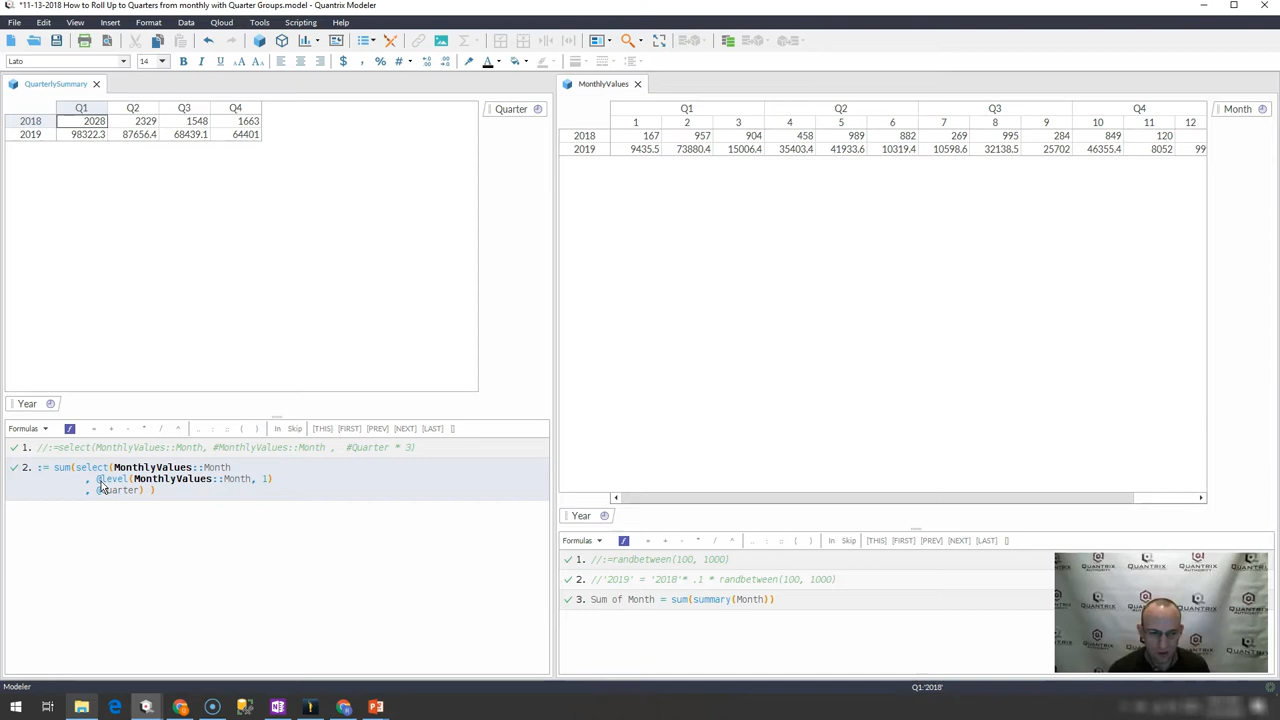 *11-13-2018 How to Roll Up to Quarters from monthly with Quarter Groups.model - Quantrix Modeler
File Edit View Insert Format Data Qloud Tools Scripting Help
Lato 14 B I U
QuarterlySummary
Q1 Q2 Q3 Q4
2018 2028 2329 1548 1663
2019 98322.3 87656.4 68439.1 64401
Quarter
Year
Formulas In Skip [THIS] [FIRST] [PREV] [NEXT] [LAST] []
1. //:=select(MonthlyValues::Month, #MonthlyValues::Month , #Quarter * 3)
2. := sum(select(MonthlyValues::Month
, @level(MonthlyValues::Month, 1)
, @Quarter) )
MonthlyValues
Q1 Q2 Q3 Q4
1 2 3 4 5 6 7 8 9 10 11 12
2018 167 957 904 458 989 882 269 995 284 849 120
2019 9435.5 73880.4 15006.4 35403.4 41933.6 10319.4 10598.6 32138.5 25702 46355.4 8052 99
Month
Year
Formulas In Skip [THIS] [FIRST] [PREV] [NEXT] [LAST] []
1. //:=randbetween(100, 1000)
2. //'2019' = '2018'* .1 * randbetween(100, 1000)
3. Sum of Month = sum(summary(Month))
Modeler
Q1:'2018'